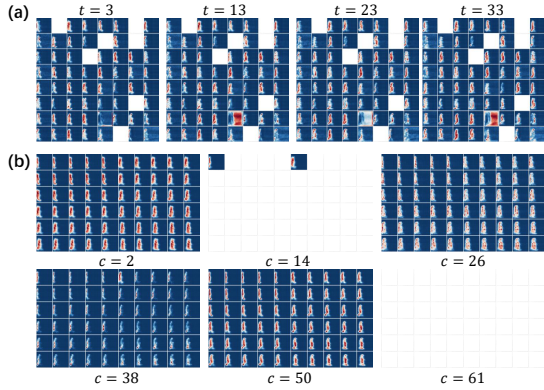 (a) t = 3 t = 13 t = 23 t = 33
(b)
c = 2 c = 14 c = 26
c = 38 c = 50 c = 61